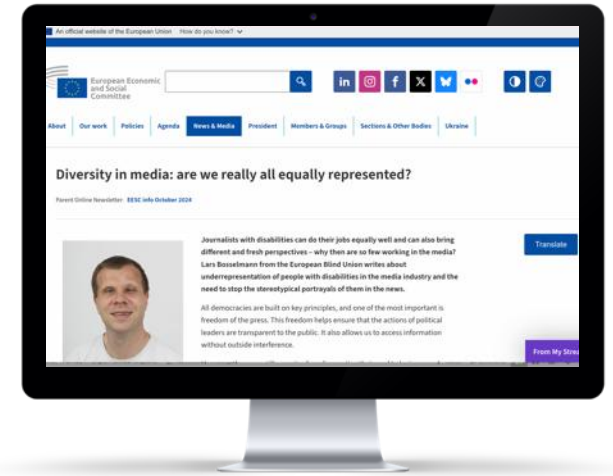 An official website of the European Union How do you know?
European Economic
and Social
Committee
About Our work Policies Agenda News & Media President Members & Groups Sections & Other Bodies Ukraine
Diversity in media: are we really all equally represented?
Parent Online Newsletter: EESC info October 2024
Journalists with disabilities can do their jobs equally well and can also bring
different and fresh perspectives – why then are so few working in the media?
Lars Bosselmann from the European Blind Union writes about
underrepresentation of people with disabilities in the media industry and the
need to stop the stereotypical portrayals of them in the news.
Translate
All democracies are built on key principles, and one of the most important is
freedom of the press. This freedom helps ensure that the actions of political
leaders are transparent to the public. It also allows us to access information
without outside interference.
From My Strea